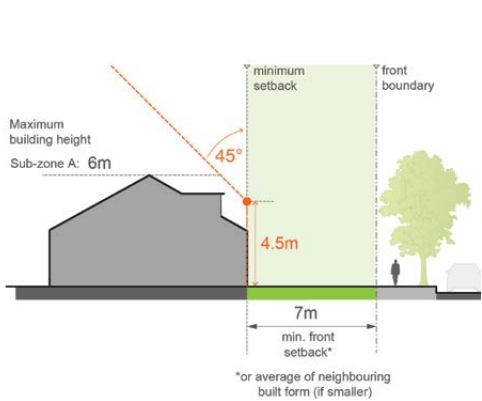 minimum
setback
front
boundary
Maximum
building height
Sub-zone A: 6m
45°
4.5m
7m
min. front
setback*
*or average of neighbouring
built form (if smaller)